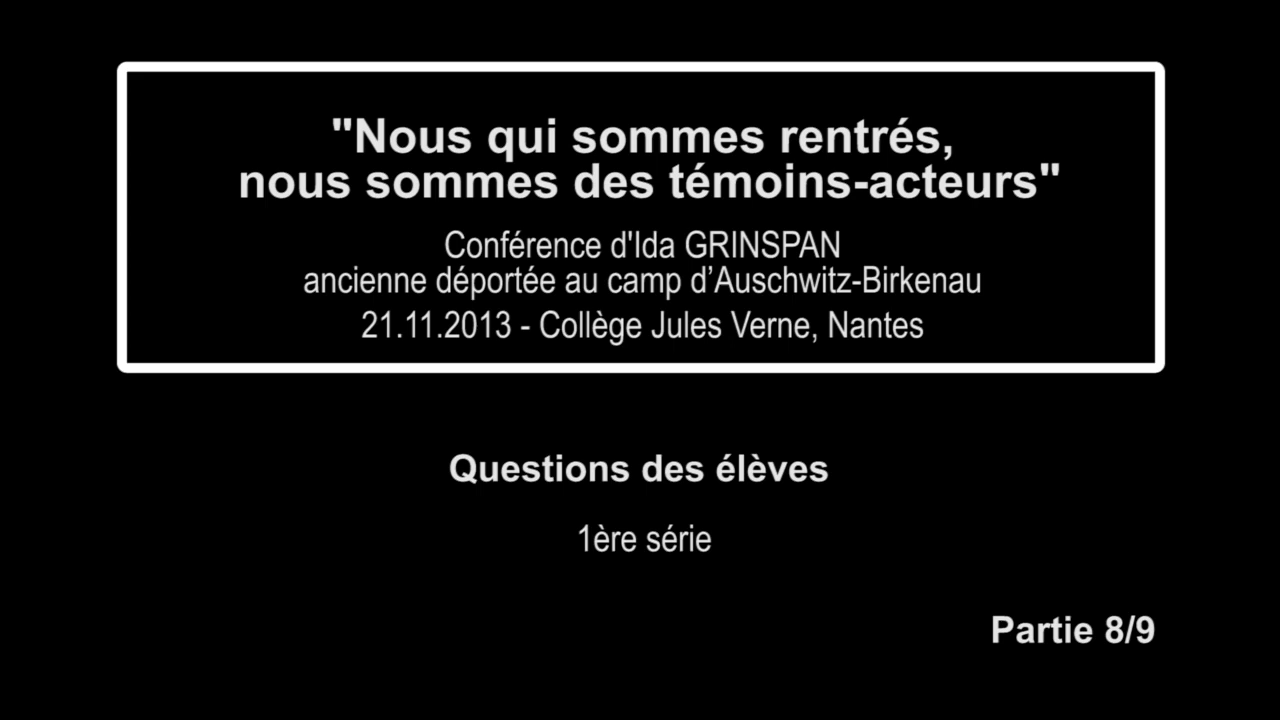 "Nous qui sommes rentrés,
nous sommes des témoins-acteurs"
Conférence d'Ida GRINSPAN
ancienne déportée au camp d’Auschwitz-Birkenau
21.11.2013 - Collège Jules Verne, Nantes
Questions des élèves
1ère série
Partie 8/9